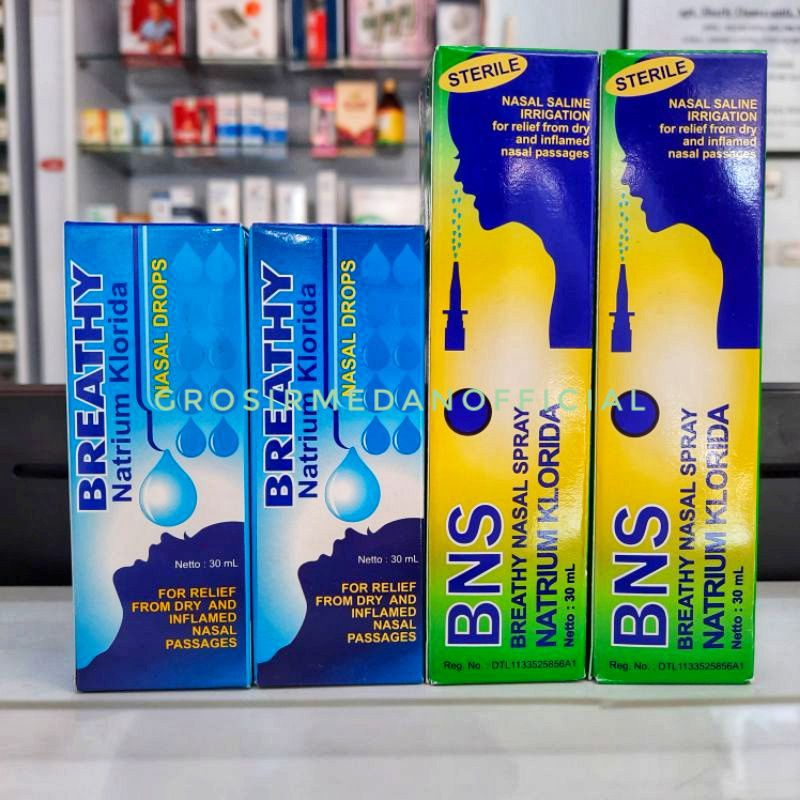 BREATHY
Natrium Klorida
NASAL DROPS
Netto : 30 mL
FOR RELIEF
FROM DRY AND
INFLAMED
NASAL
PASSAGES
BREATHY
Natrium Klorida
NASAL DROPS
Netto : 30 mL
FOR RELIEF
FROM DRY AND
INFLAMED
NASAL
PASSAGES
STERILE
NASAL SALINE
IRRIGATION
for relief from dry
and inflamed
nasal passages
BNS
BREATHY NASAL SPRAY
NATRIUM KLORIDA
Netto : 30 mL
Reg. No. : DTL1133525856A1
STERILE
NASAL SALINE
IRRIGATION
for relief from dry
and inflamed
nasal passages
BNS
BREATHY NASAL SPRAY
NATRIUM KLORIDA
Netto : 30 mL
Reg. No. : DTL1133525856A1
GROSIRMEDANOFFICIAL